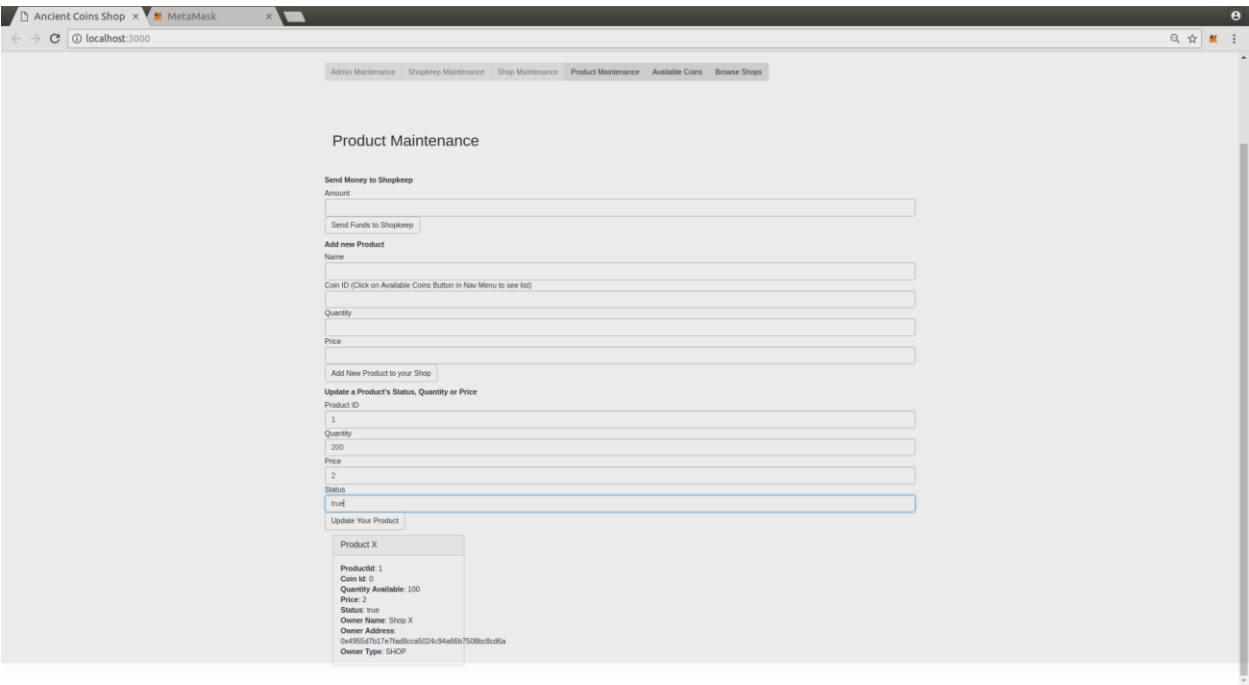 Ancient Coins Shop
MetaMask
localhost:3000
Admin Maintenance Shopkeep Maintenance Shop Maintenance Product Maintenance Available Coins Browse Shops
Product Maintenance
Send Money to Shopkeep
Amount
Send Funds to Shopkeep
Add new Product
Name
Coin ID (Click on Available Coins Button in Nav Menu to see list)
Quantity
Price
Add New Product to your Shop
Update a Product's Status, Quantity or Price
Product ID
1
Quantity
200
Price
2
Status
true
Update Your Product
Product X
ProductId: 1
Coin Id: 0
Quantity Available: 100
Price: 2
Status: true
Owner Name: Shop X
Owner Address:
0x4955d7b17e7fad8cca5024c94a66b7508bc8cd6a
Owner Type: SHOP